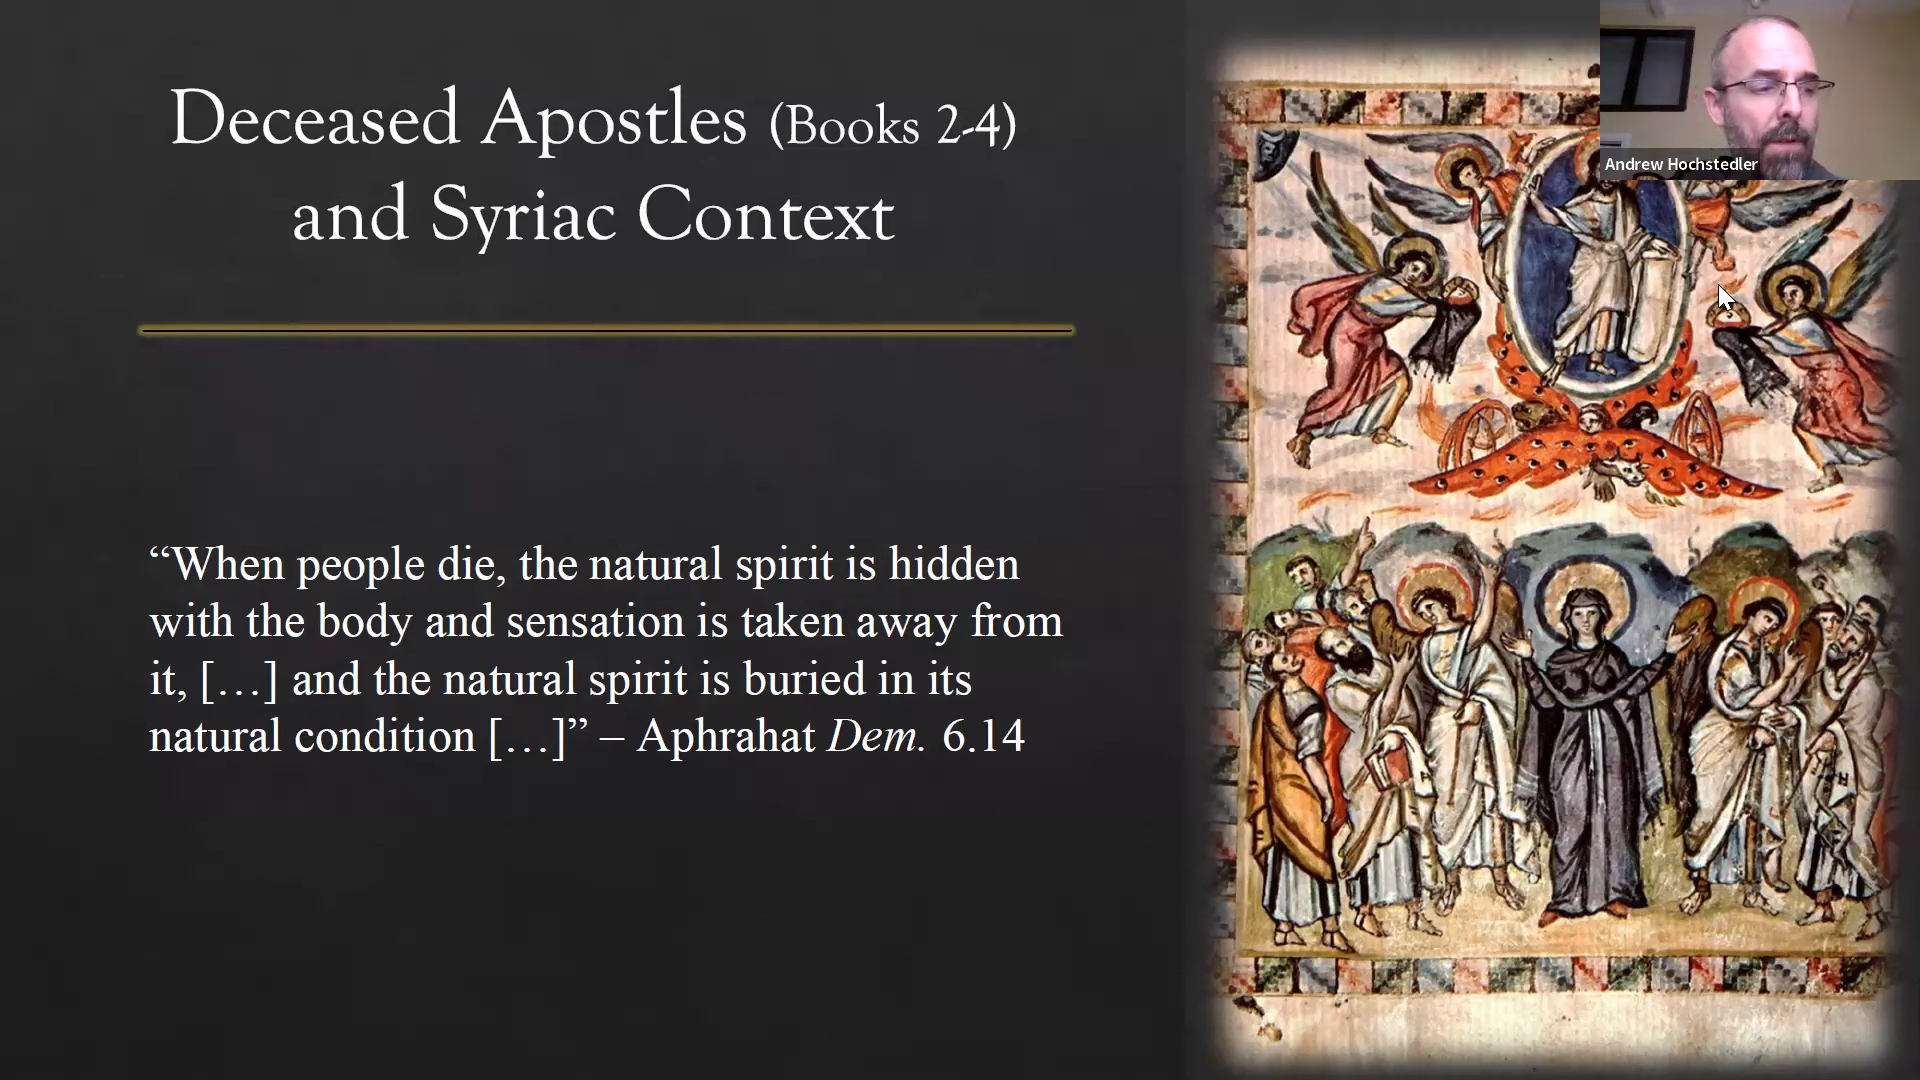 Deceased Apostles (Books 2-4)
and Syriac Context
Andrew Hochstedler
“When people die, the natural spirit is hidden
with the body and sensation is taken away from
it, […] and the natural spirit is buried in its
natural condition […]” – Aphrahat Dem. 6.14